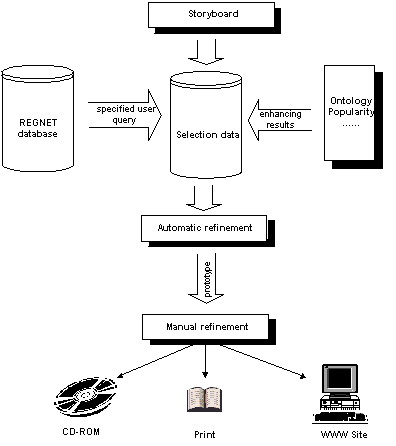 Storyboard
REGNET
database
specified user
query
Selection data
enhancing
results
Ontology
Popularity
......
Automatic refinement
prototype
Manual refinement
CD-ROM
Print
WWW Site